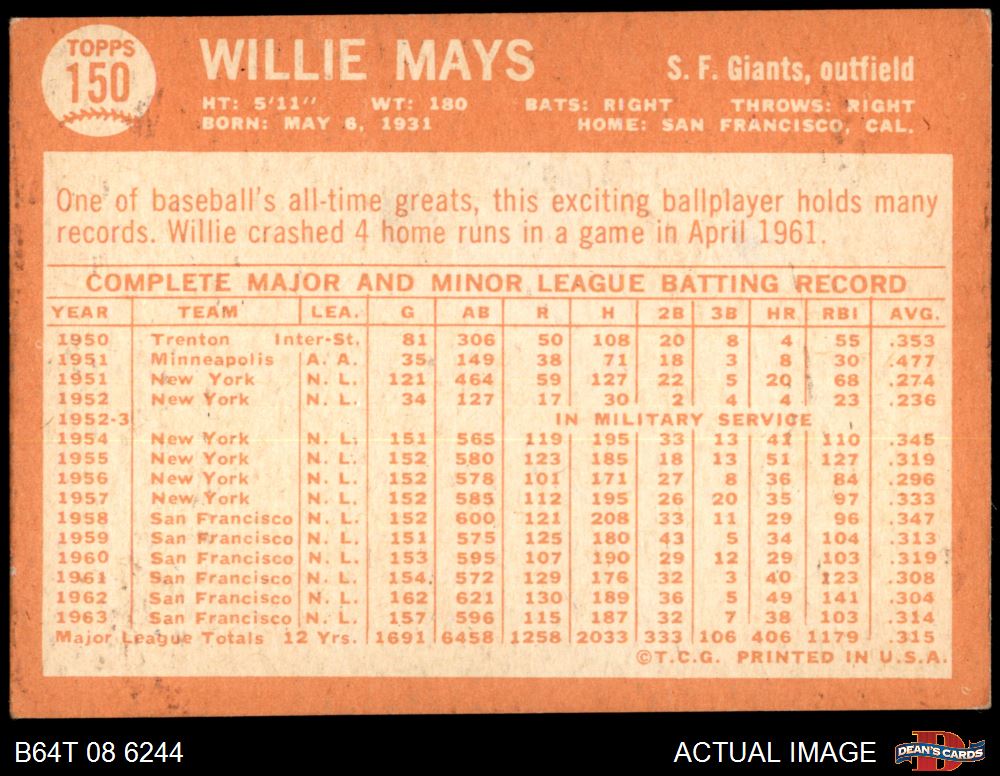 TOPPS
150
WILLIE MAYS
S. F. Giants, outfield
HT: 5'11" WT: 180 BATS: RIGHT THROWS: RIGHT
BORN: MAY 6, 1931 HOME: SAN FRANCISCO, CAL.
One of baseball's all-time greats, this exciting ballplayer holds many
records. Willie crashed 4 home runs in a game in April 1961.
COMPLETE MAJOR AND MINOR LEAGUE BATTING RECORD
YEAR TEAM LEA. G AB R H 2B 3B HR RBI AVG.
1950 Trenton Inter-St. 81 306 50 108 20 8 4 55 .353
1951 Minneapolis A. A. 35 149 38 71 18 3 8 30 .477
1951 New York N. L. 121 464 59 127 22 5 20 68 .274
1952 New York N. L. 34 127 17 30 2 4 4 23 .236
1952-3 IN MILITARY SERVICE
1954 New York N. L. 151 565 119 195 33 13 41 110 .345
1955 New York N. L. 152 580 123 185 18 13 51 127 .319
1956 New York N. L. 152 578 101 171 27 8 36 84 .296
1957 New York N. L. 152 585 112 195 26 20 35 97 .333
1958 San Francisco N. L. 152 600 121 208 33 11 29 96 .347
1959 San Francisco N. L. 151 575 125 180 43 5 34 104 .313
1960 San Francisco N. L. 153 595 107 190 29 12 29 103 .319
1961 San Francisco N. L. 154 572 129 176 32 3 40 123 .308
1962 San Francisco N. L. 162 621 130 189 36 5 49 141 .304
1963 San Francisco N. L. 157 596 115 187 32 7 38 103 .314
Major League Totals 12 Yrs. 1691 6458 1258 2033 333 106 406 1179 .315
©T.C.G. PRINTED IN U.S.A.
B64T 08 6244
ACTUAL IMAGE
D
DEAN'S CARDS